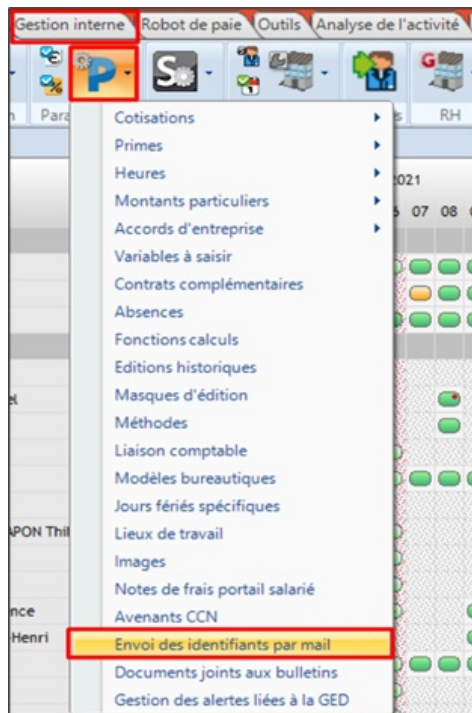 Gestion interne Robot de paie Outils Analyse de l'activité
P S G
Para RH
Cotisations
Primes
2021
Heures
07 08
Montants particuliers
Accords d'entreprise
Variables à saisir
Contrats complémentaires
Absences
Fonctions calculs
Editions historiques
Masques d'édition
Méthodes
Liaison comptable
Modèles bureautiques
Jours fériés spécifiques
APON Thil
Lieux de travail
Images
Notes de frais portail salarié
nce
Avenants CCN
Henri
Envoi des identifiants par mail
Documents joints aux bulletins
Gestion des alertes liées à la GED